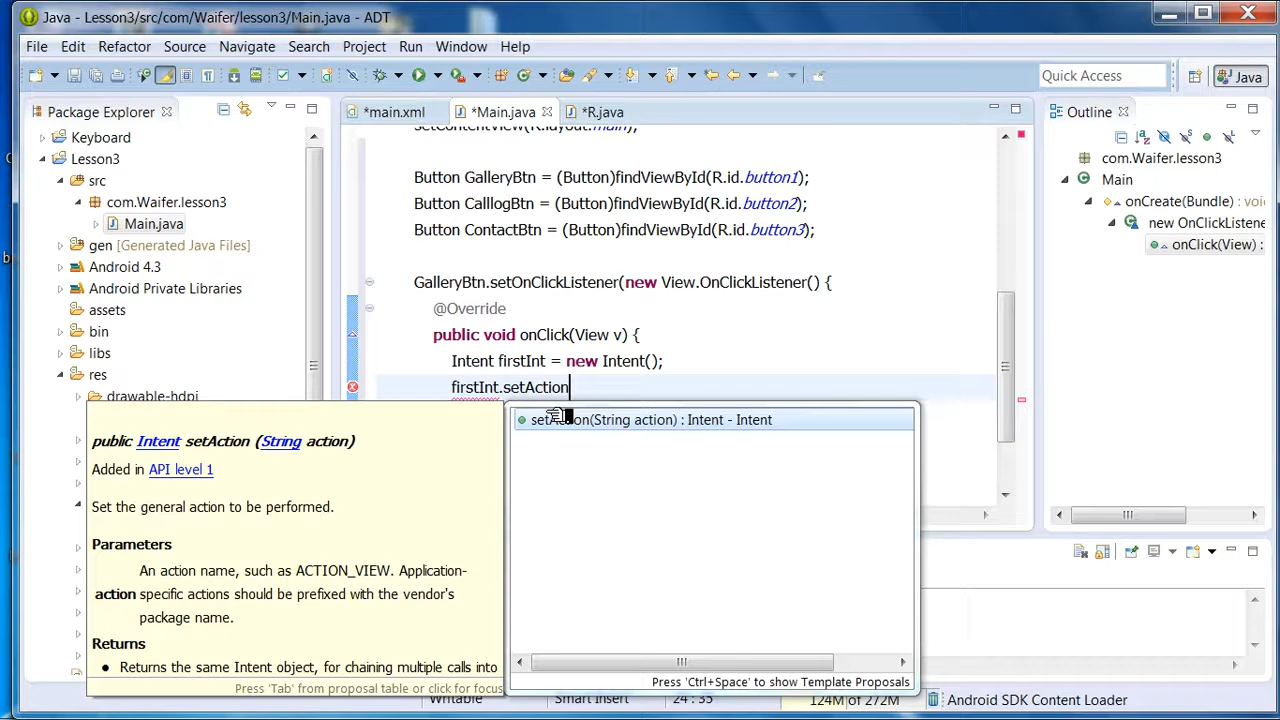 Java - Lesson3/src/com/Waifer/lesson3/Main.java - ADT
File Edit Refactor Source Navigate Search Project Run Window Help
Quick Access
Java
Package Explorer
*main.xml
*Main.java
*R.java
Outline
Keyboard
Lesson3
src
com.Waifer.lesson3
Main.java
gen [Generated Java Files]
Android 4.3
Android Private Libraries
assets
bin
libs
res
drawable-hdpi
setContentView(R.layout.main);
Button GalleryBtn = (Button)findViewById(R.id.button1);
Button CalllogBtn = (Button)findViewById(R.id.button2);
Button ContactBtn = (Button)findViewById(R.id.button3);
GalleryBtn.setOnClickListener(new View.OnClickListener() {
@Override
public void onClick(View v) {
Intent firstInt = new Intent();
firstInt.setAction
com.Waifer.lesson3
Main
onCreate(Bundle) : voi
new OnClickListene
onClick(View) :
public Intent setAction (String action)
Added in API level 1
Set the general action to be performed.
Parameters
An action name, such as ACTION_VIEW. Application-
action specific actions should be prefixed with the vendor's
package name.
Returns
• Returns the same Intent object, for chaining multiple calls into
Press 'Tab' from proposal table or click for focus
setAction(String action) : Intent - Intent
Press 'Ctrl+Space' to show Template Proposals
Writable
Smart Insert
24 : 35
124M of 272M
Android SDK Content Loader